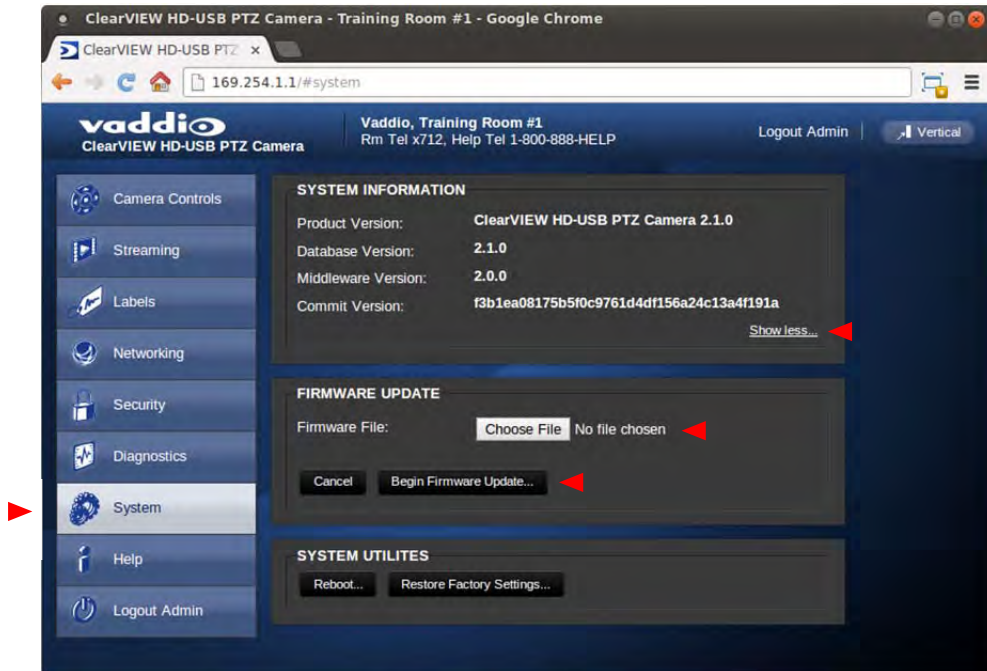 ClearVIEW HD-USB PTZ Camera - Training Room #1 - Google Chrome
ClearVIEW HD-USB PTZ
169.254.1.1/#system
vaddio
ClearVIEW HD-USB PTZ Camera
Vaddio, Training Room #1
Rm Tel x712, Help Tel 1-800-888-HELP
Logout Admin
Vertical
Camera Controls
Streaming
Labels
Networking
Security
Diagnostics
System
Help
Logout Admin
SYSTEM INFORMATION
Product Version: ClearVIEW HD-USB PTZ Camera 2.1.0
Database Version: 2.1.0
Middleware Version: 2.0.0
Commit Version: f3b1ea08175b5f0c9761d4df156a24c13a4f191a
Show less...
FIRMWARE UPDATE
Firmware File: Choose File No file chosen
Cancel Begin Firmware Update...
SYSTEM UTILITES
Reboot... Restore Factory Settings...